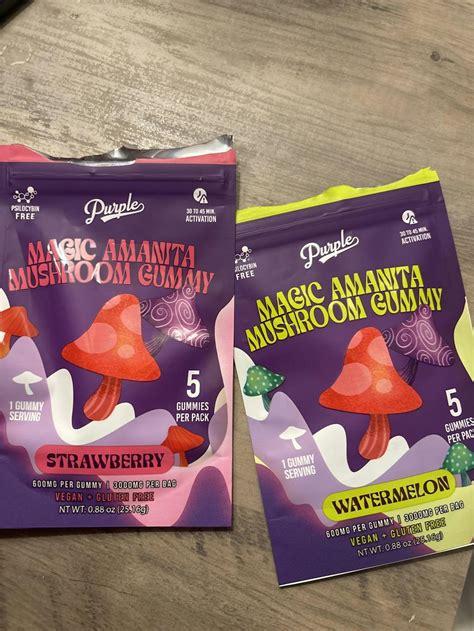 PSILOCYBIN
FREE
Purple
30 TO 45 MIN.
ACTIVATION
MAGIC AMANITA
MUSHROOM GUMMY
1 GUMMY
SERVING
5
GUMMIES
PER PACK
STRAWBERRY
600MG PER GUMMY | 3000MG PER BAG
VEGAN + GLUTEN FREE
NT WT. 0.88 oz (25.16g)
SILOCYBIN
FREE
Purple
30 TO 45 MIN.
ACTIVATION
MAGIC AMANITA
MUSHROOM GUMMY
1 GUMMY
SERVING
5
GUMMIES
PER PACK
WATERMELON
600MG PER GUMMY | 3000MG PER BAG
VEGAN + GLUTEN FREE
NT WT. 0.88 oz (25.16g)